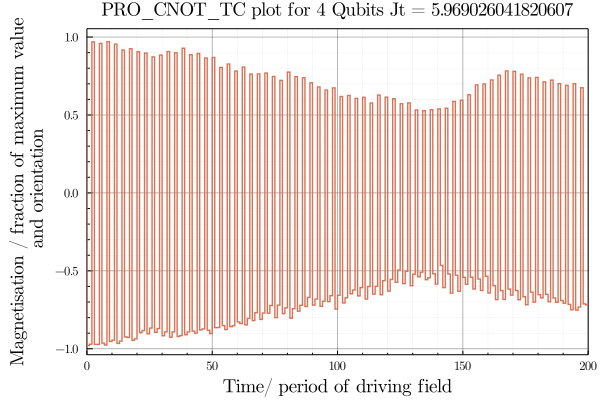 PRO_CNOT_TC plot for 4 Qubits Jt = 5.969026041820607
Magnetisation / fraction of maximum value
and orientation
1.0
0.5
0.0
−0.5
−1.0
0
50
100
150
200
Time/ period of driving field